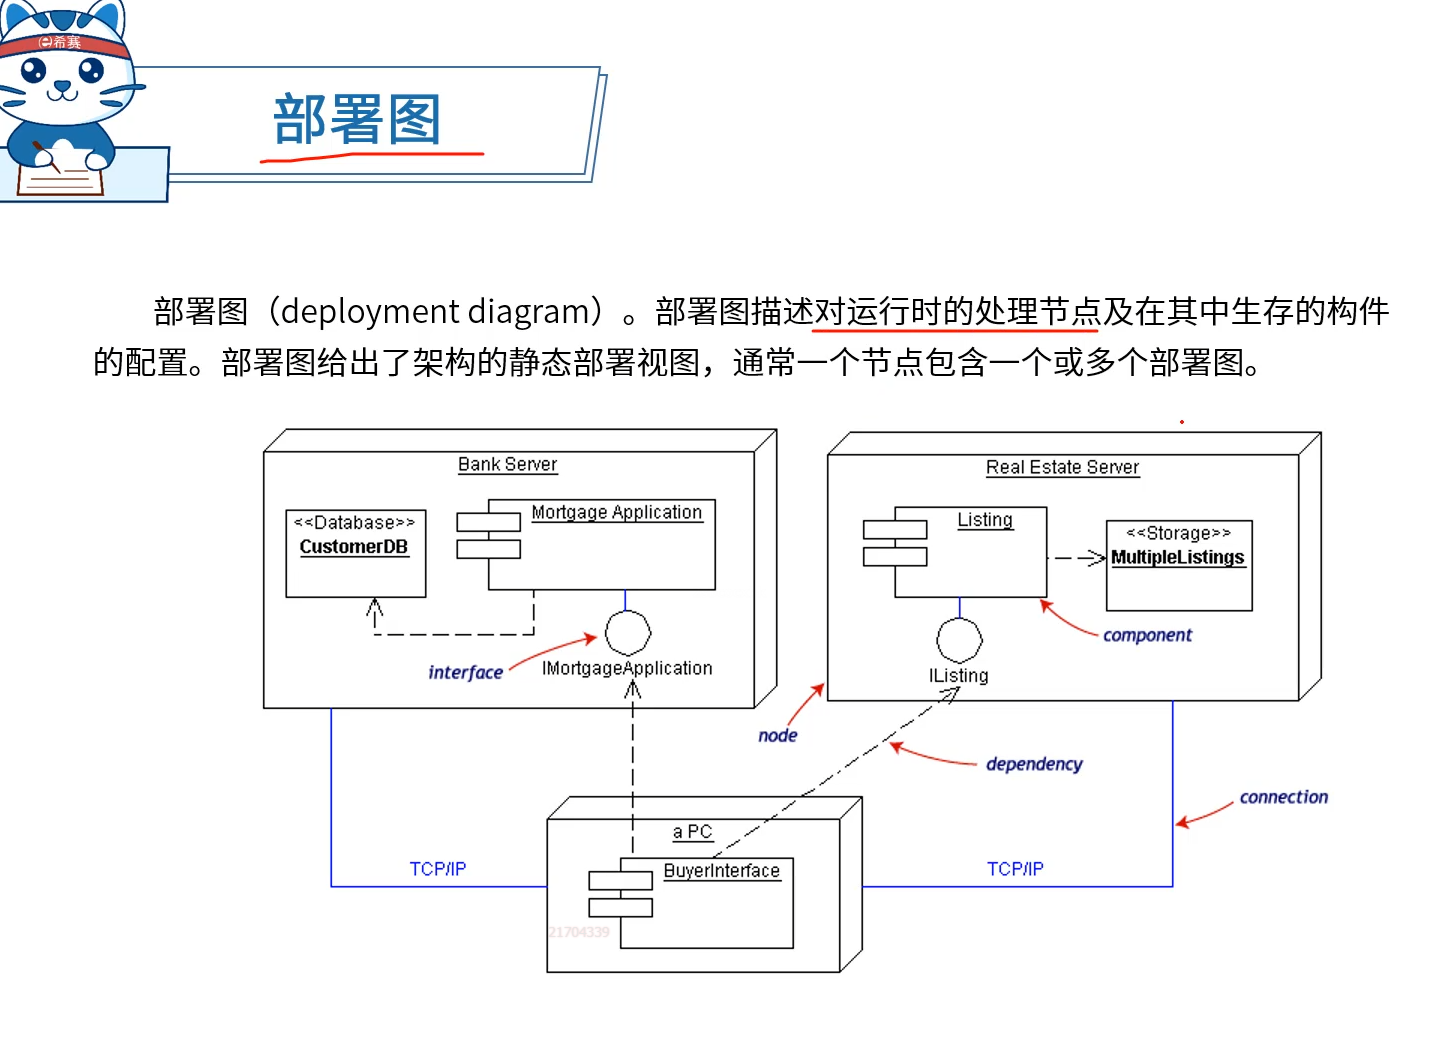 e希赛
部署图
部署图（deployment diagram）。部署图描述对运行时的处理节点及在其中生存的构件
的配置。部署图给出了架构的静态部署视图，通常一个节点包含一个或多个部署图。
Bank Server
<<Database>>
CustomerDB
Mortgage Application
interface
IMortgageApplication
Real Estate Server
Listing
<<Storage>>
MultipleListings
component
IListing
node
dependency
connection
a PC
BuyerInterface
TCP/IP
TCP/IP
21704339